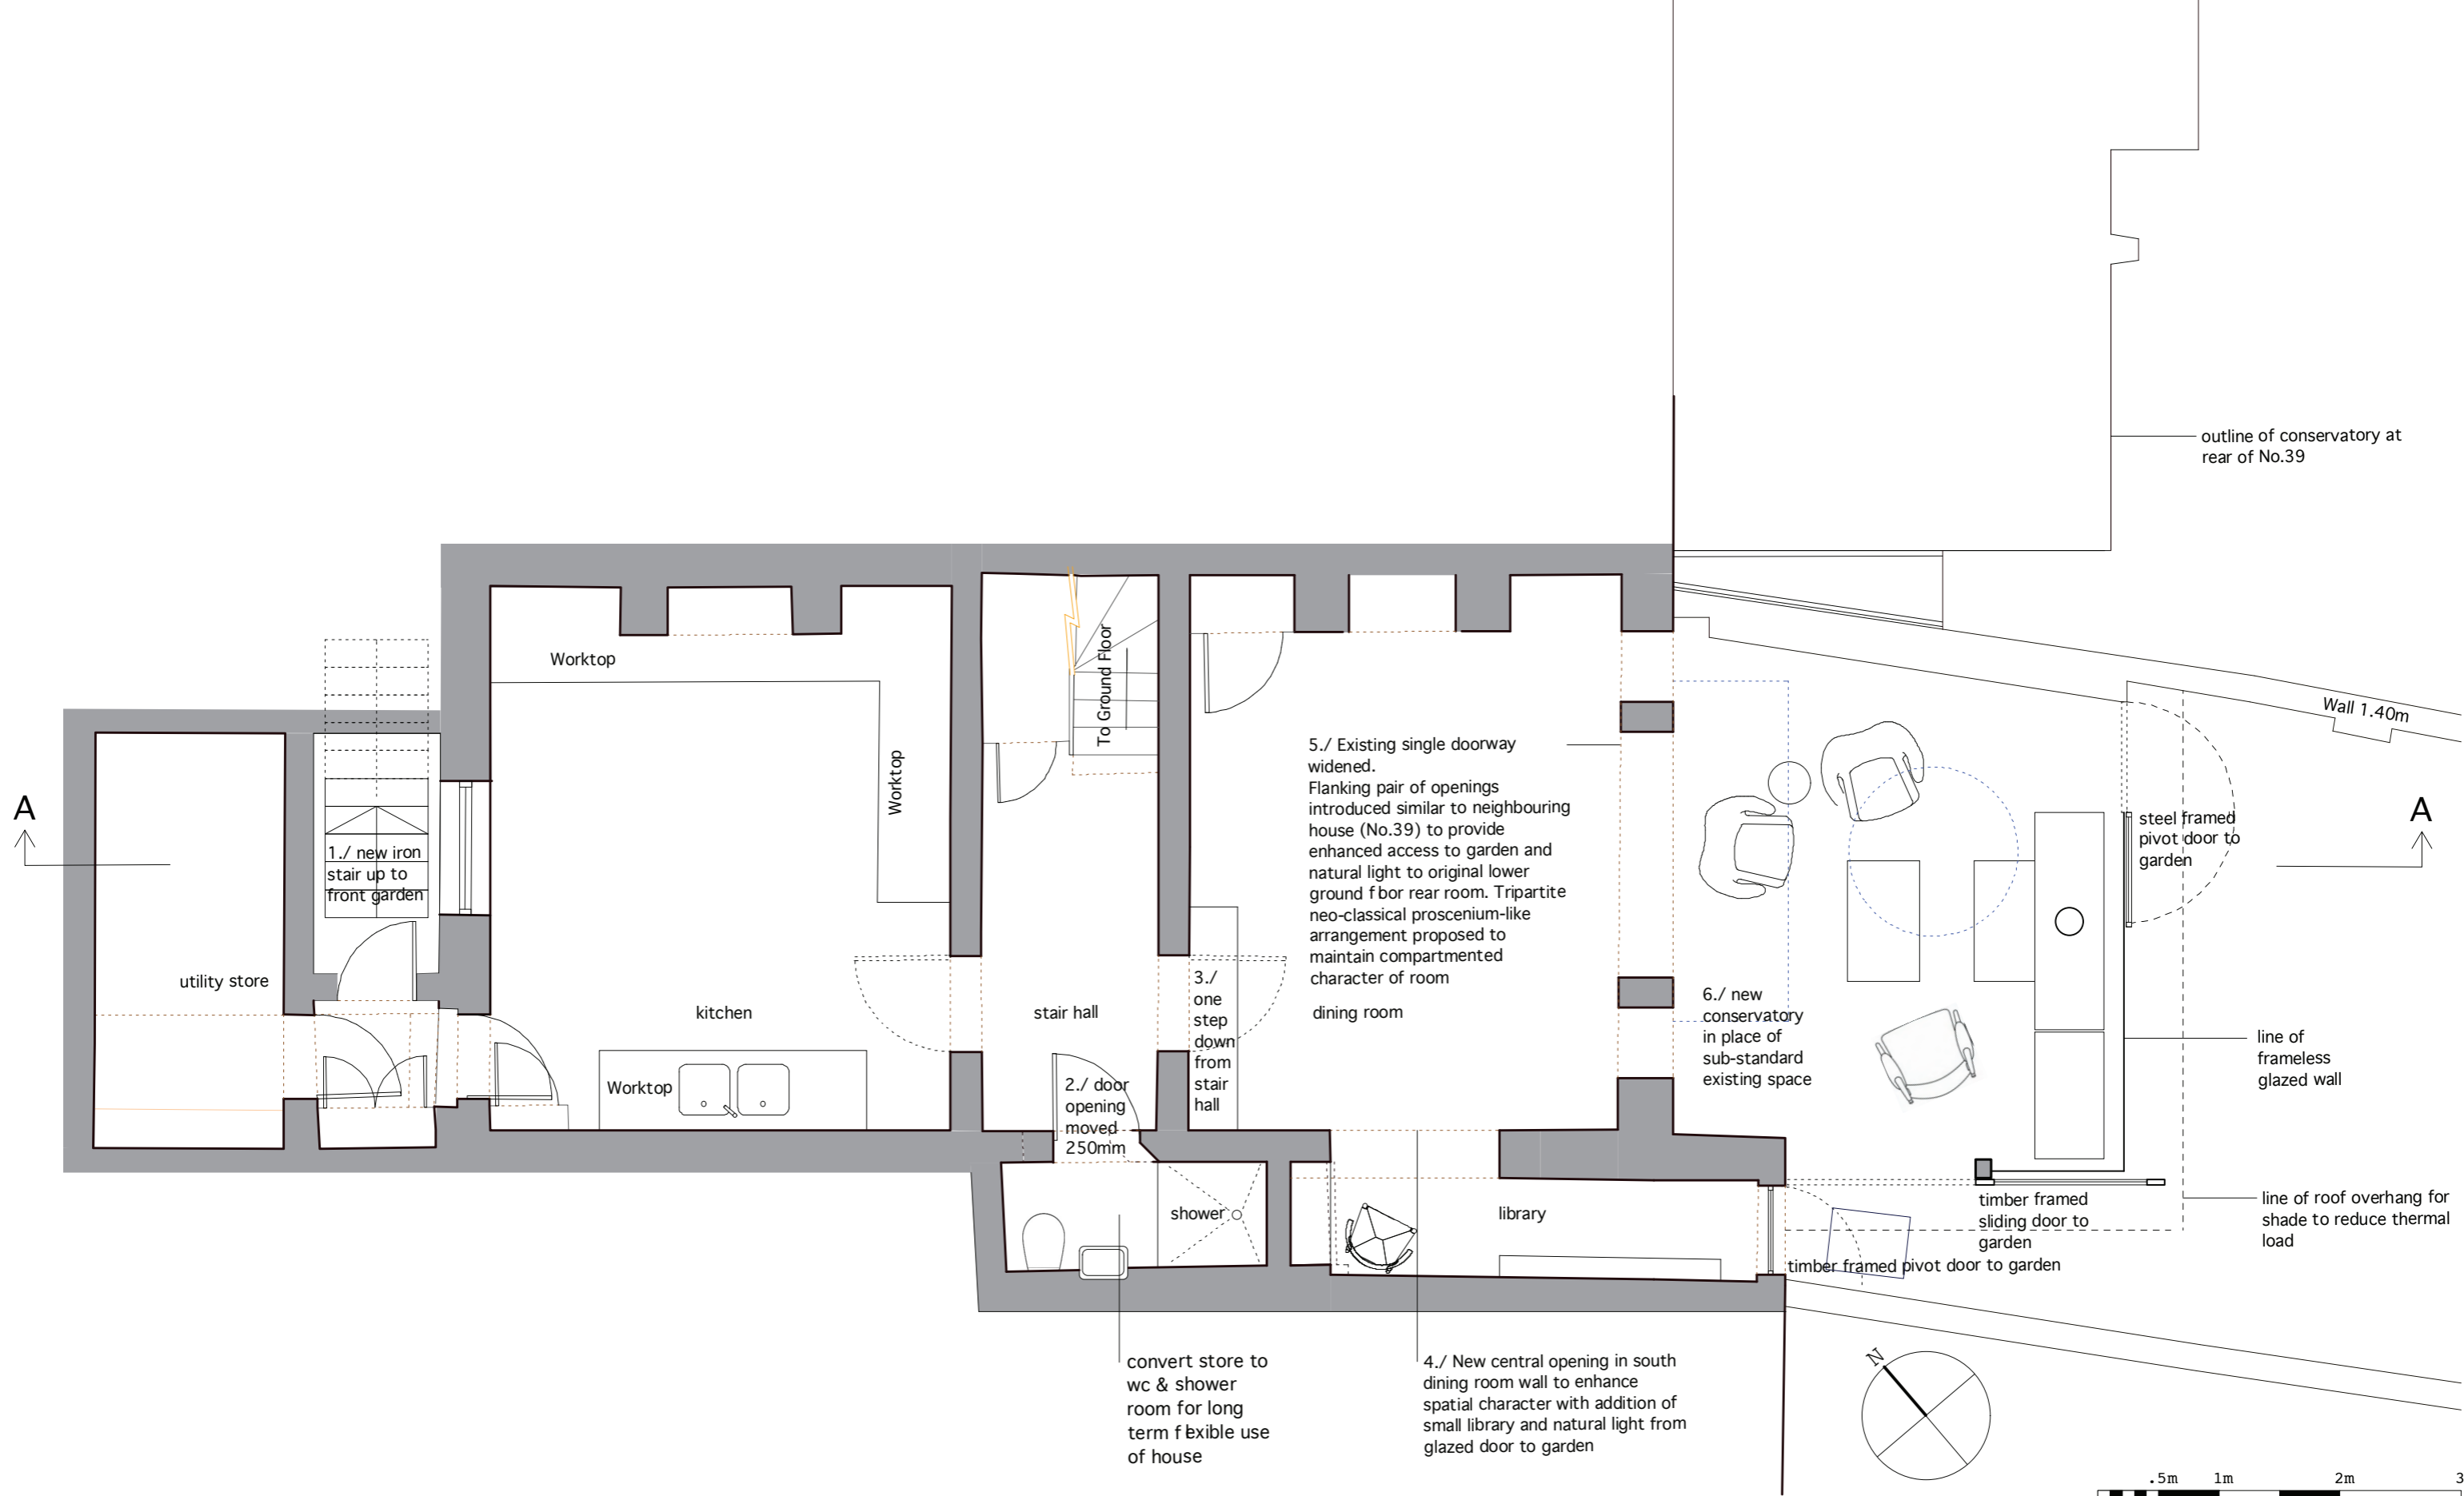 outline of conservatory at
rear of No.39
Wall 1.40m
Worktop
To Ground Floor
Worktop
A
A
1./ new iron
stair up to
front garden
5./ Existing single doorway
widened.
Flanking pair of openings
introduced similar to neighbouring
house (No.39) to provide
enhanced access to garden and
natural light to original lower
ground fbor rear room. Tripartite
neo-classical proscenium-like
arrangement proposed to
maintain compartmented
character of room
steel framed
pivot door to
garden
utility store
kitchen
stair hall
3./
one
step
down
from
stair
hall
dining room
6./ new
conservatory
in place of
sub-standard
existing space
line of
frameless
glazed wall
Worktop
2./ door
opening
moved
250mm
shower
library
timber framed
sliding door to
garden
line of roof overhang for
shade to reduce thermal
load
timber framed pivot door to garden
convert store to
wc & shower
room for long
term flexible use
of house
4./ New central opening in south
dining room wall to enhance
spatial character with addition of
small library and natural light from
glazed door to garden
N
.5m 1m 2m 3